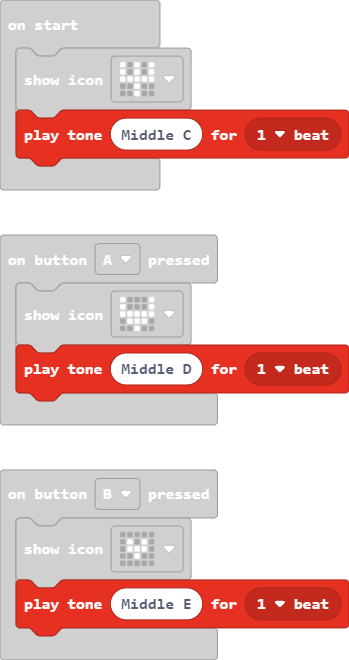 on start
show icon
play tone Middle C for 1 beat
on button A pressed
show icon
play tone Middle D for 1 beat
on button B pressed
show icon
play tone Middle E for 1 beat